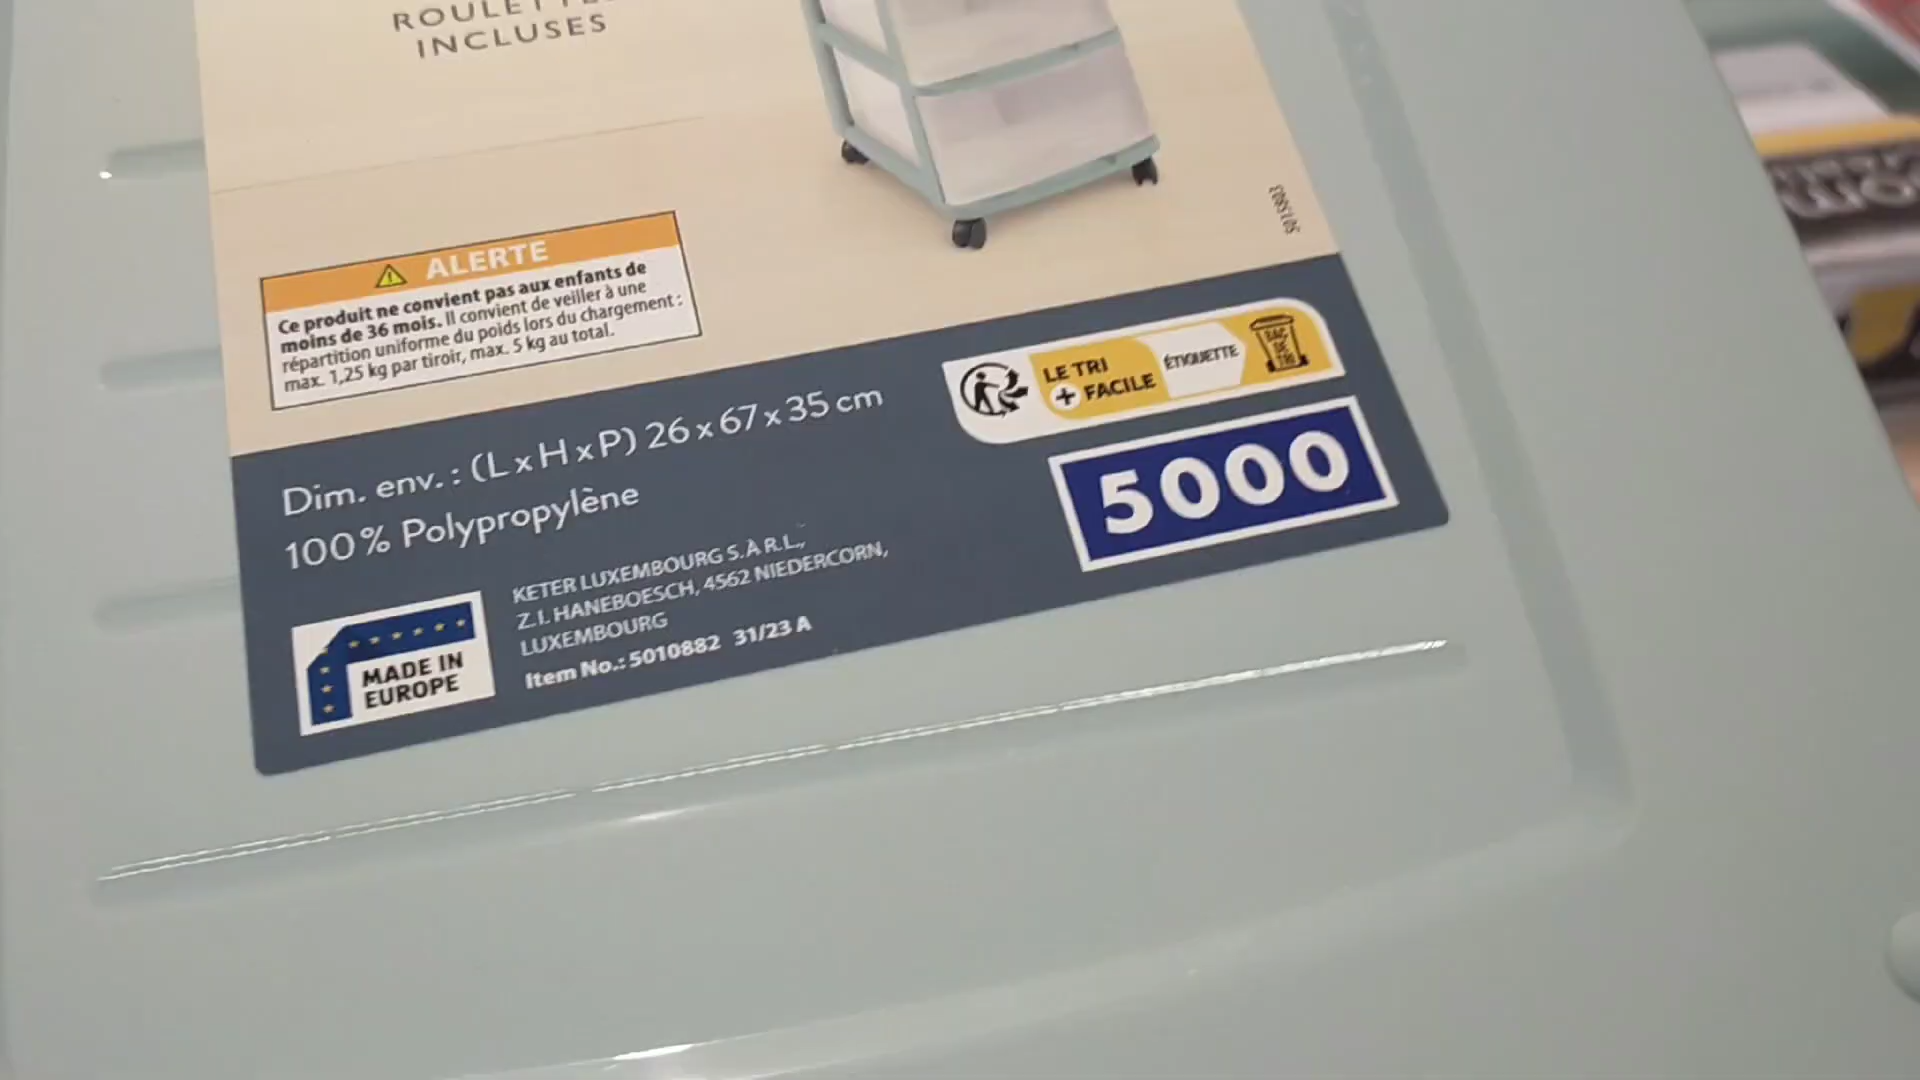 INCLUSES
ALERTE
Ce produit ne convient pas aux enfants de
moins de 36 mois. Il convient de veiller à une
répartition uniforme du poids lors du chargement :
max. 1,25 kg par tiroir, max. 5 kg au total.
LE TRI
+ FACILE
ÉTIQUETTE
BAC
DE
TRI
Dim. env. : (L x H x P) 26 x 67 x 35 cm
100 % Polypropylène
5000
MADE IN
EUROPE
KETER LUXEMBOURG S.À R.L.,
Z.I. HANEBOESCH, 4562 NIEDERCORN,
LUXEMBOURG
Item No.: 5010882 31/23 A